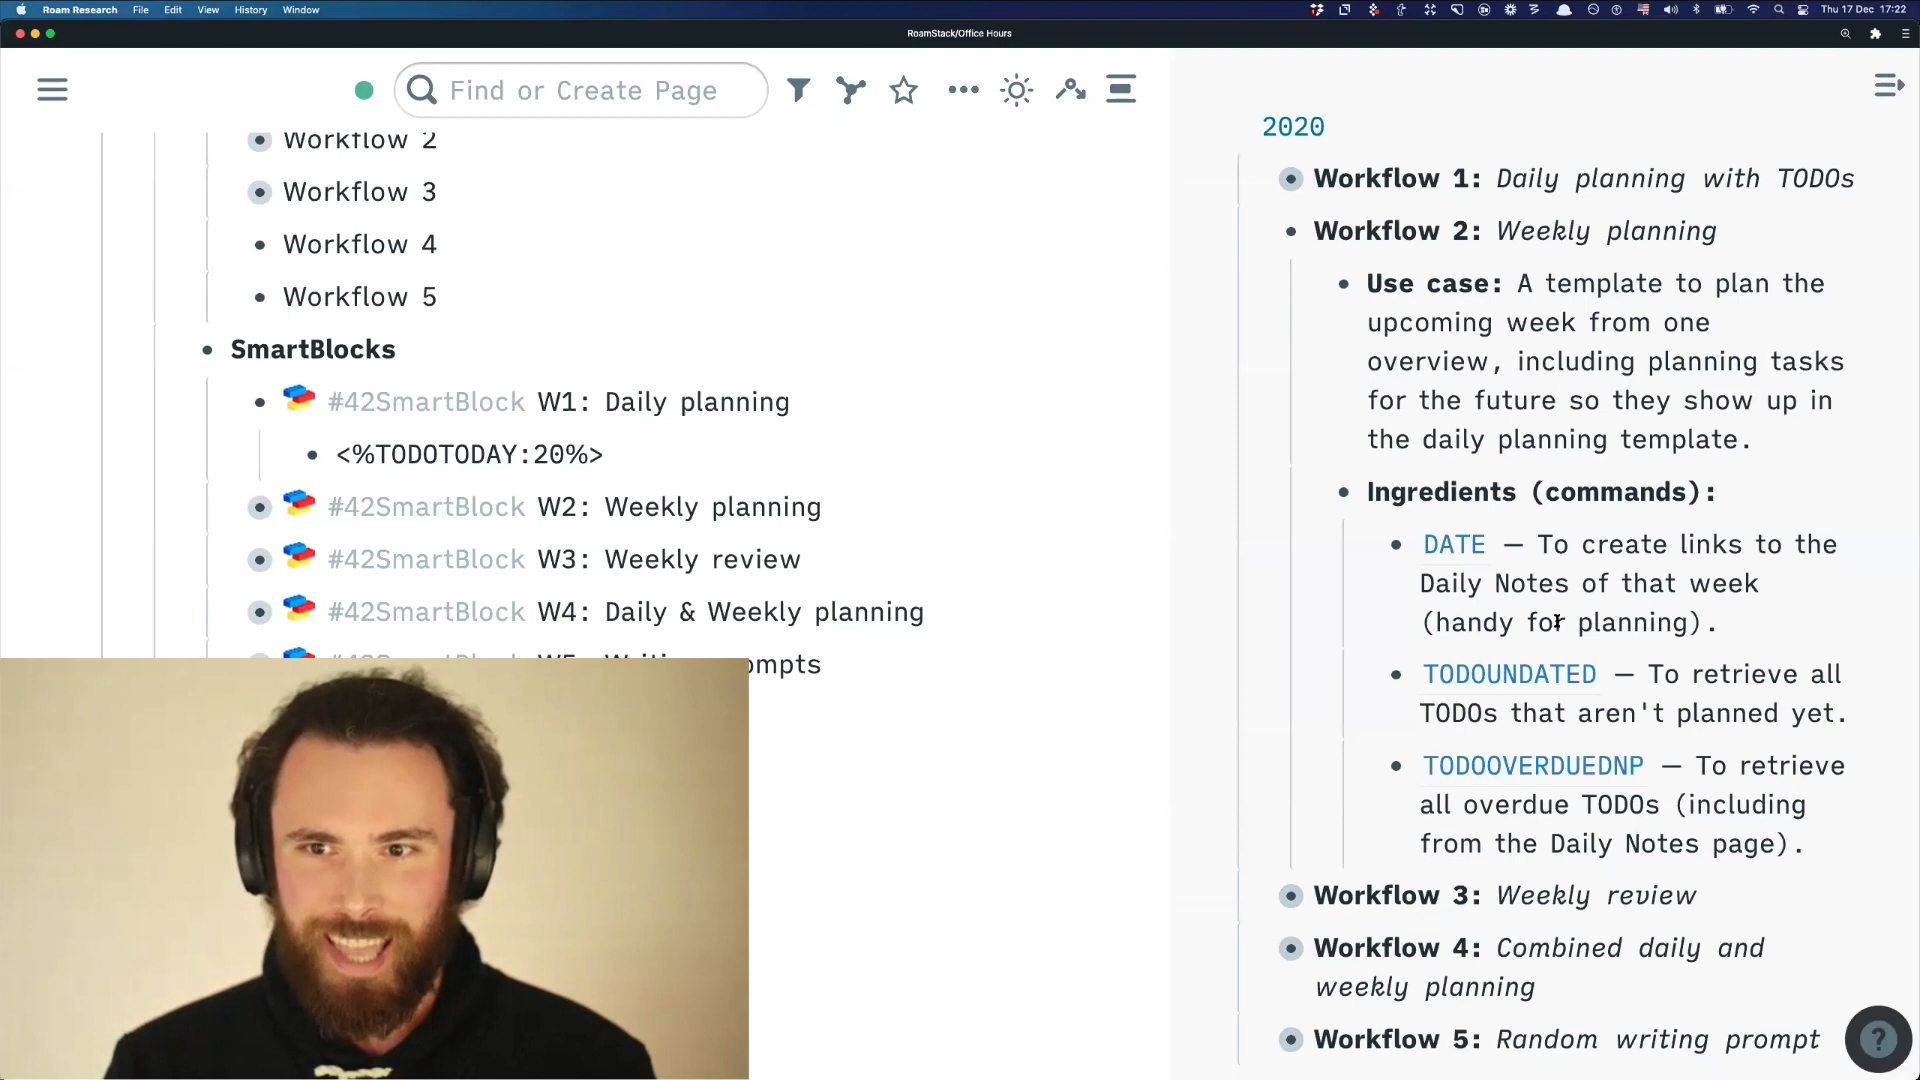 Roam Research File Edit View History Window
Thu 17 Dec 17:22
RoamStack/Office Hours
Find or Create Page
Workflow 2
Workflow 3
Workflow 4
Workflow 5
SmartBlocks
#42SmartBlock W1: Daily planning
<%TODOTODAY:20%>
#42SmartBlock W2: Weekly planning
#42SmartBlock W3: Weekly review
#42SmartBlock W4: Daily & Weekly planning
ompts
2020
Workflow 1: Daily planning with TODOs
Workflow 2: Weekly planning
Use case: A template to plan the
upcoming week from one
overview, including planning tasks
for the future so they show up in
the daily planning template.
Ingredients (commands):
DATE — To create links to the
Daily Notes of that week
(handy for planning).
TODOUNDATED — To retrieve all
TODOs that aren't planned yet.
TODOOVERDUEDNP — To retrieve
all overdue TODOs (including
from the Daily Notes page).
Workflow 3: Weekly review
Workflow 4: Combined daily and
weekly planning
Workflow 5: Random writing prompt
?